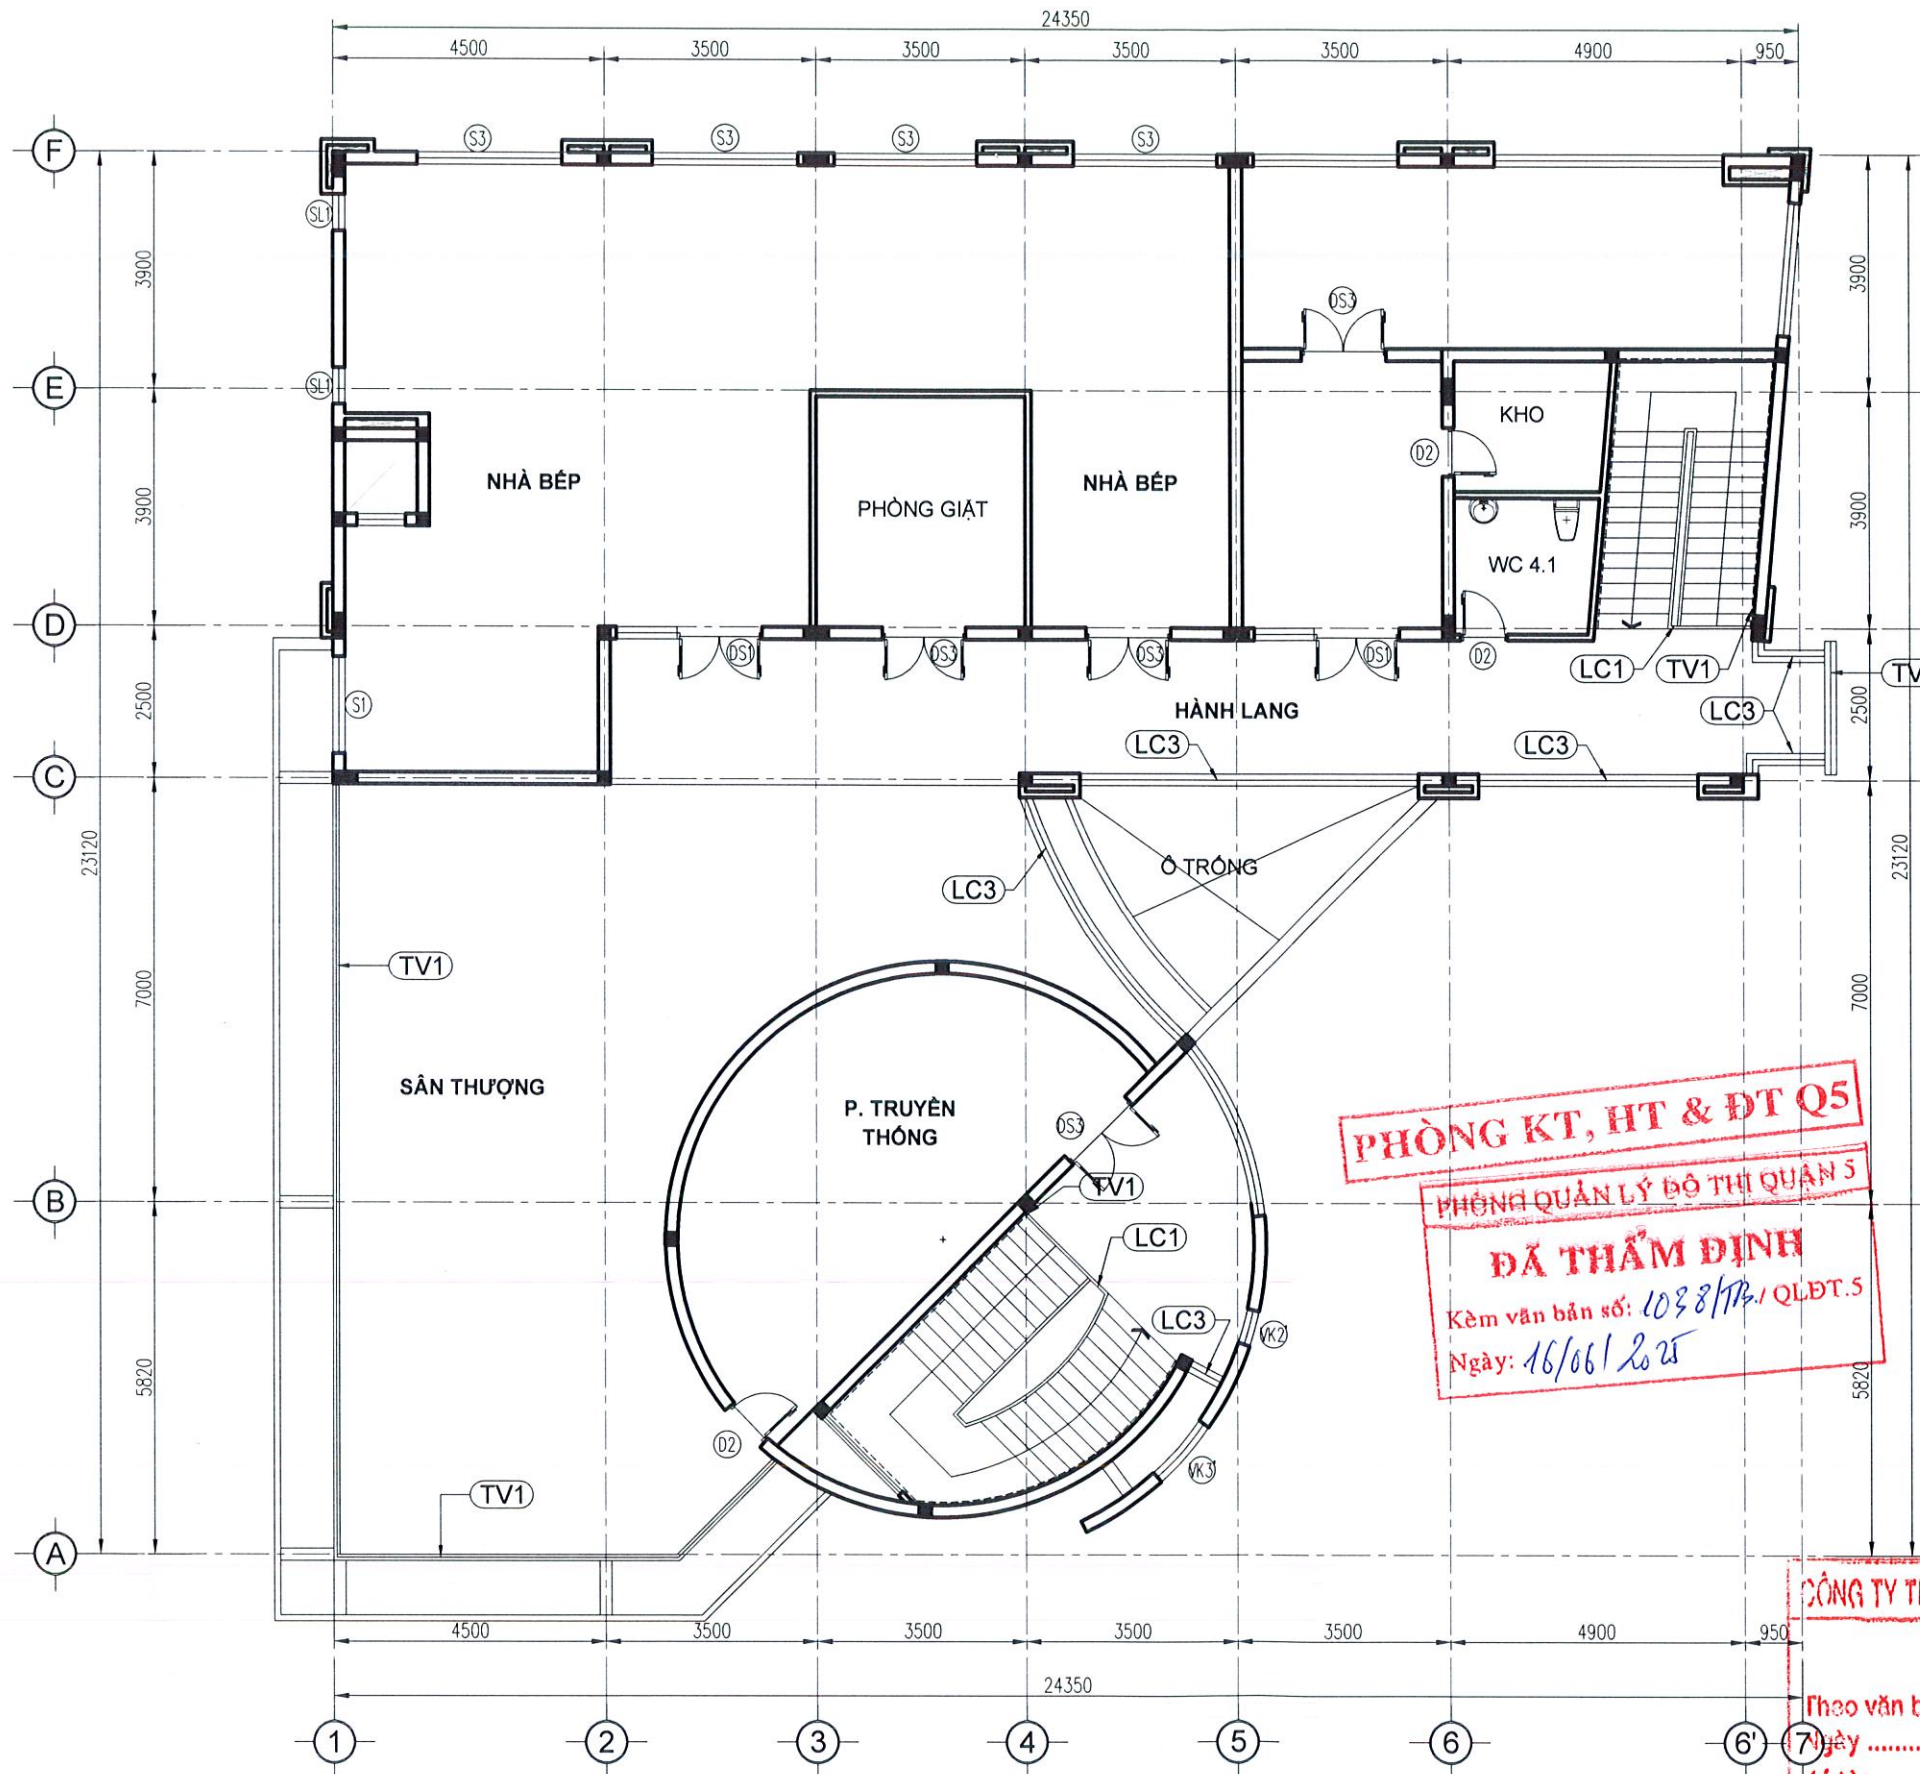 24350
4500 3500 3500 3500 3500 4900 950
F
S3 S3 S3 S3
SL1
3900 3900
DS3
E
SL1
KHO
D2
NHÀ BẾP NHÀ BẾP
PHÒNG GIẶT
3900 3900
WC 4.1
D
DS1 DS3 DS3 DS1 D2
LC1 TV1 TV
2500 S1 HÀNH LANG LC3 2500
LC3 LC3
C
23120 23120
Ô TRỐNG
LC3
TV1
7000 7000
SÂN THƯỢNG
P. TRUYỀN
THỐNG
DS3
PHÒNG KT, HT & ĐT Q5
TV1
B
PHÒNG QUẢN LÝ ĐÔ THỊ QUẬN 5
LC1
ĐÃ THẨM ĐỊNH
Kèm văn bản số: 1038/TB./ QLĐT.5
LC3
VK2
Ngày: 16/06/2025
5820 5820
D2
VK3
TV1
A
CÔNG TY T
4500 3500 3500 3500 3500 4900 950
24350
Theo văn b
1 2 3 4 5 6 6' 7
Ngày ........